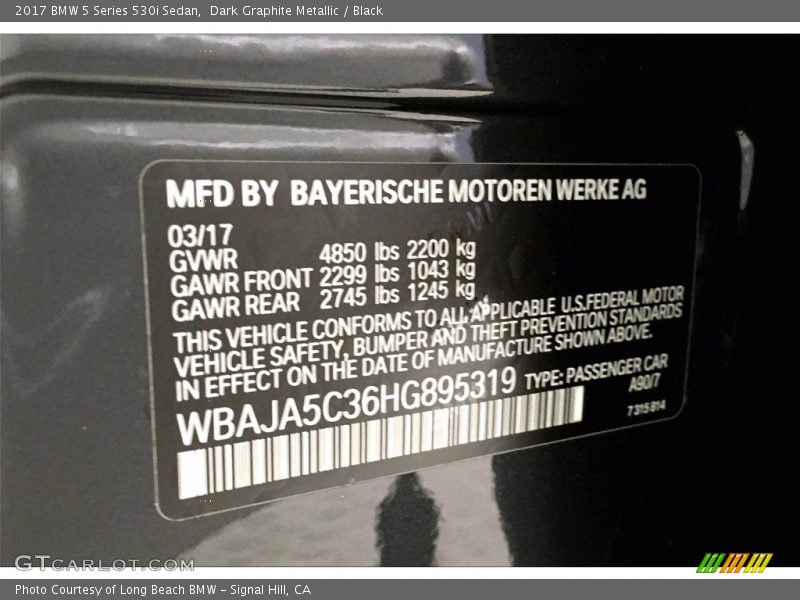 2017 BMW 5 Series 530i Sedan,  Dark Graphite Metallic / Black
MFD BY BAYERISCHE MOTOREN WERKE AG
03/17
GVWR 4850 lbs 2200 kg
GAWR FRONT 2299 lbs 1043 kg
GAWR REAR 2745 lbs 1245 kg
THIS VEHICLE CONFORMS TO ALL APPLICABLE U.S.FEDERAL MOTOR
VEHICLE SAFETY, BUMPER AND THEFT PREVENTION STANDARDS
IN EFFECT ON THE DATE OF MANUFACTURE SHOWN ABOVE.
WBAJA5C36HG895319 TYPE: PASSENGER CAR
A90/7
7315814
GTCARLOT.COM
Photo Courtesy of Long Beach BMW - Signal Hill, CA